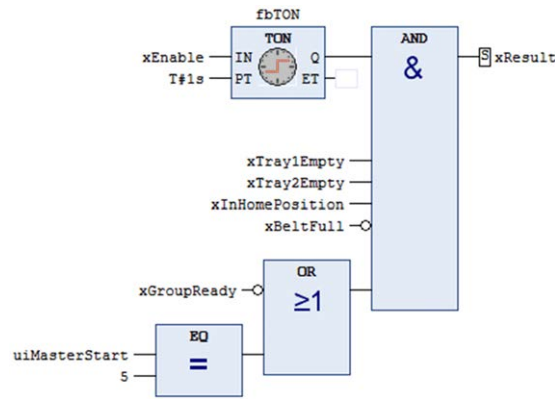 fbTON
TON
AND
xEnable IN Q & S xResult
T#1s PT ET
xTray1Empty
xTray2Empty
xInHomePosition
xBeltFull
OR
xGroupReady
≥1
EQ
uiMasterStart
=
5